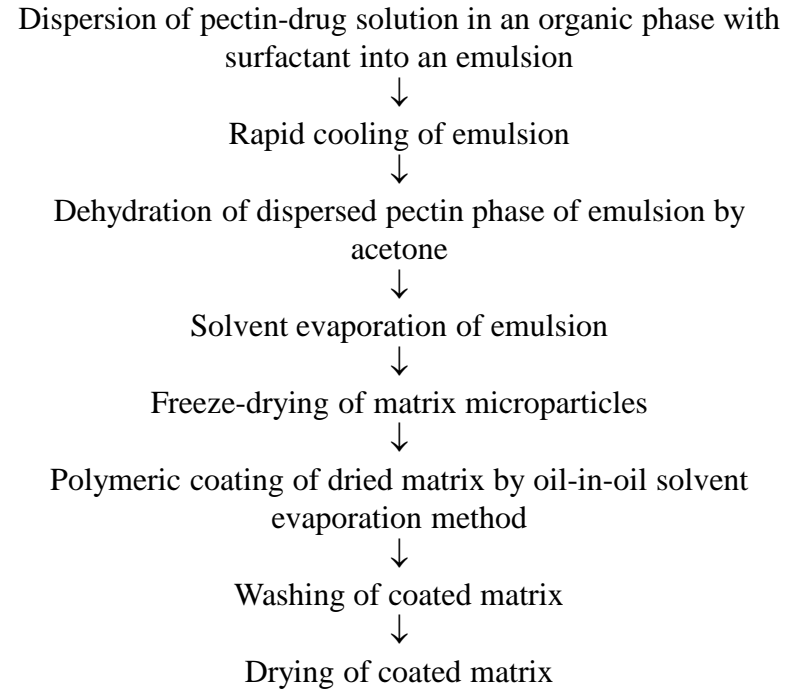 Dispersion of pectin-drug solution in an organic phase with
surfactant into an emulsion
↓
Rapid cooling of emulsion
↓
Dehydration of dispersed pectin phase of emulsion by
acetone
↓
Solvent evaporation of emulsion
↓
Freeze-drying of matrix microparticles
↓
Polymeric coating of dried matrix by oil-in-oil solvent
evaporation method
↓
Washing of coated matrix
↓
Drying of coated matrix